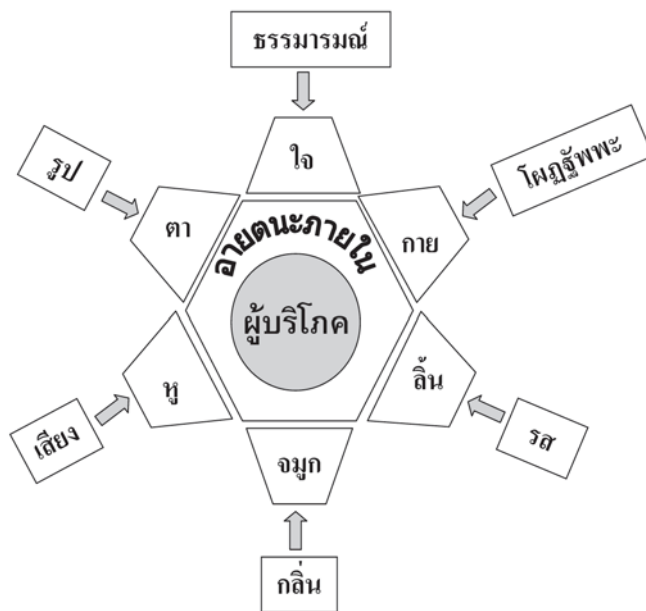 ธรรมารมณ์
ใจ
รูป
โผฏฐัพพะ
ตา
กาย
อายตนะภายใน
ผู้บริโภค
หู
ลิ้น
เสียง
รส
จมูก
กลิ่น